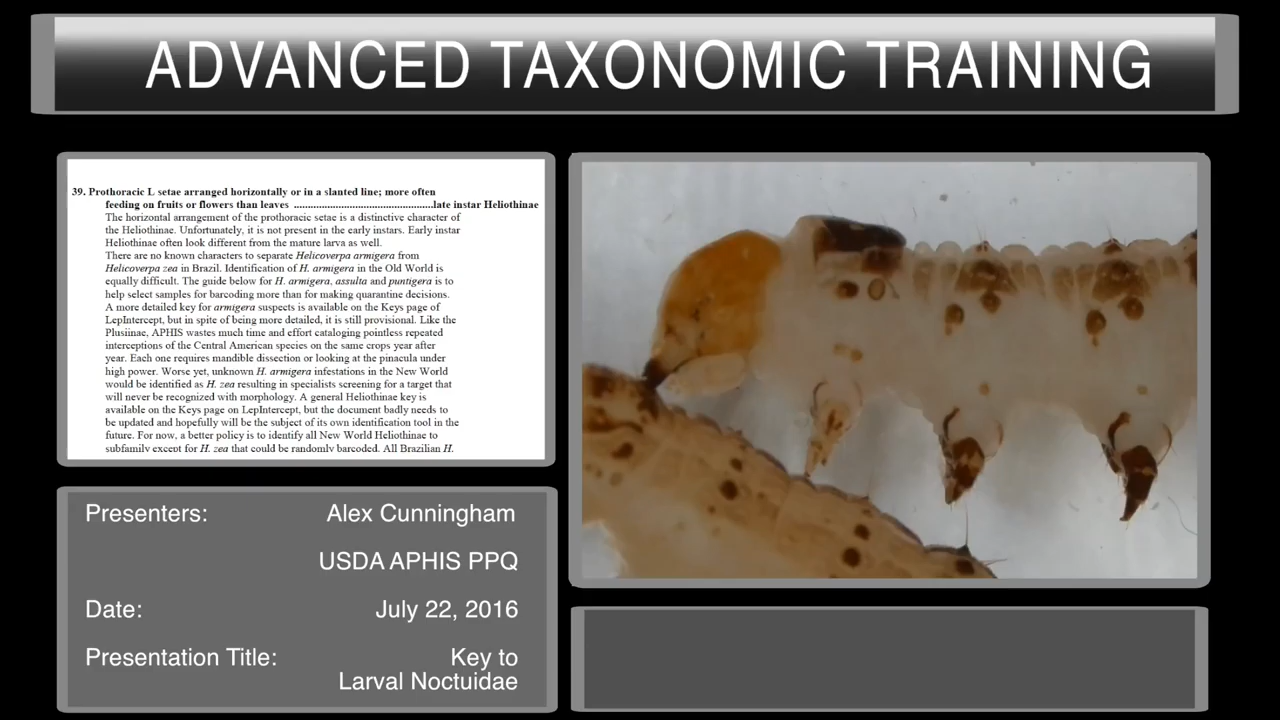 ADVANCED TAXONOMIC TRAINING
39. Prothoracic L setae arranged horizontally or in a slanted line; more often
feeding on fruits or flowers than leaves ....................................................late instar Heliothinae
The horizontal arrangement of the prothoracic setae is a distinctive character of
the Heliothinae. Unfortunately, it is not present in the early instars. Early instar
Heliothinae often look different from the mature larva as well.
There are no known characters to separate Helicoverpa armigera from
Helicoverpa zea in Brazil. Identification of H. armigera in the Old World is
equally difficult. The guide below for H. armigera, assulta and punctigera is to
help select samples for barcoding more than for making quarantine decisions.
A more detailed key for armigera suspects is available on the Keys page of
LepIntercept, but in spite of being more detailed, it is still provisional. Like the
Plusiinae, APHIS wastes much time and effort cataloging pointless repeated
interceptions of the Central American species on the same crops year after
year. Each one requires mandible dissection or looking at the pinacula under
high power. Worse yet, unknown H. armigera infestations in the New World
would be identified as H. zea resulting in specialists screening for a target that
will never be recognized with morphology. A general Heliothinae key is
available on the Keys page on LepIntercept, but the document badly needs to
be updated and hopefully will be the subject of its own identification tool in the
future. For now, a better policy is to identify all New World Heliothinae to
subfamily except for H. zea that could be randomly barcoded. All Brazilian H.
Presenters: Alex Cunningham
USDA APHIS PPQ
Date: July 22, 2016
Presentation Title: Key to
Larval Noctuidae